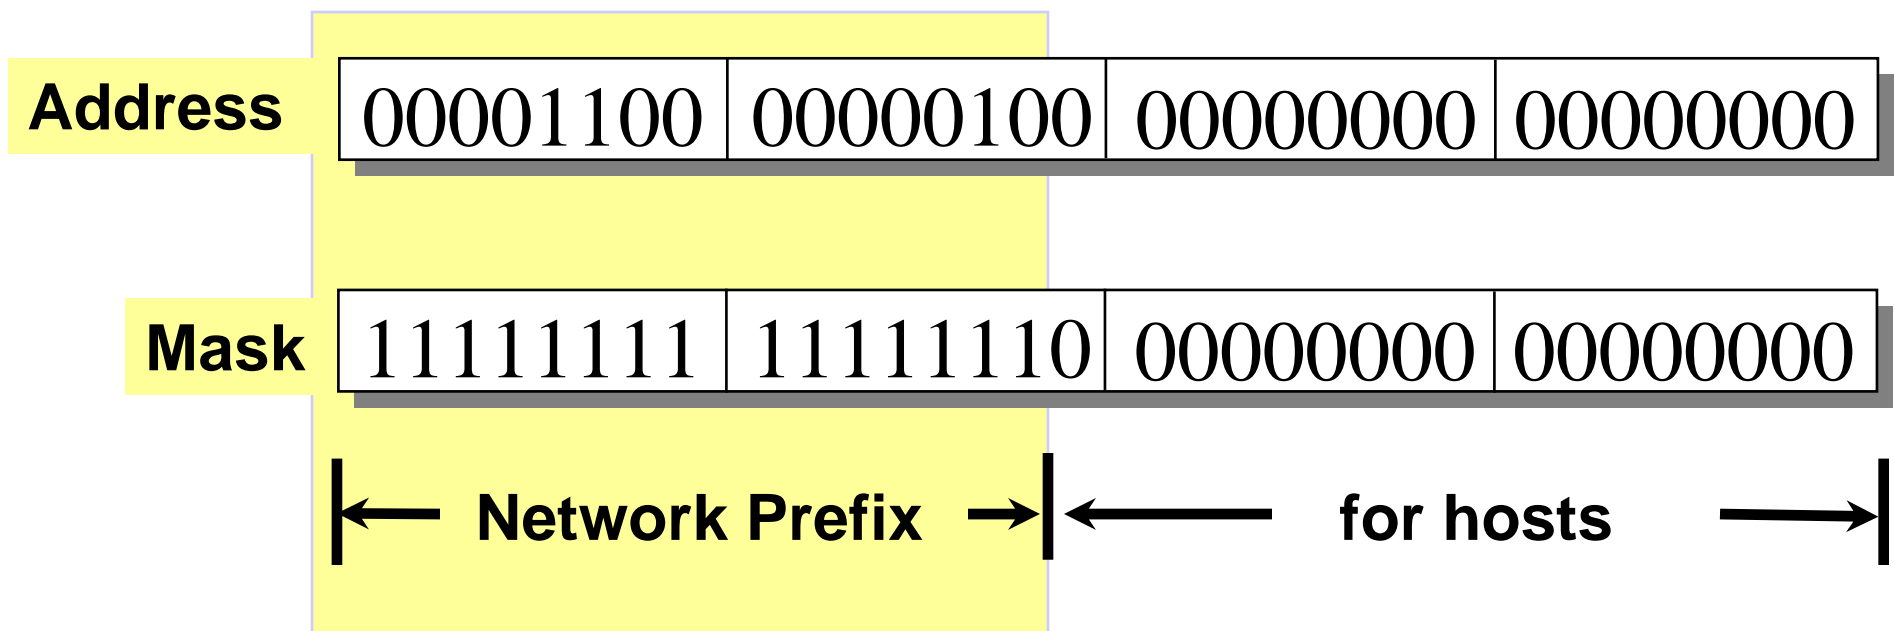 Address 00001100 00000100 00000000 00000000
Mask 11111111 11111110 00000000 00000000
Network Prefix for hosts